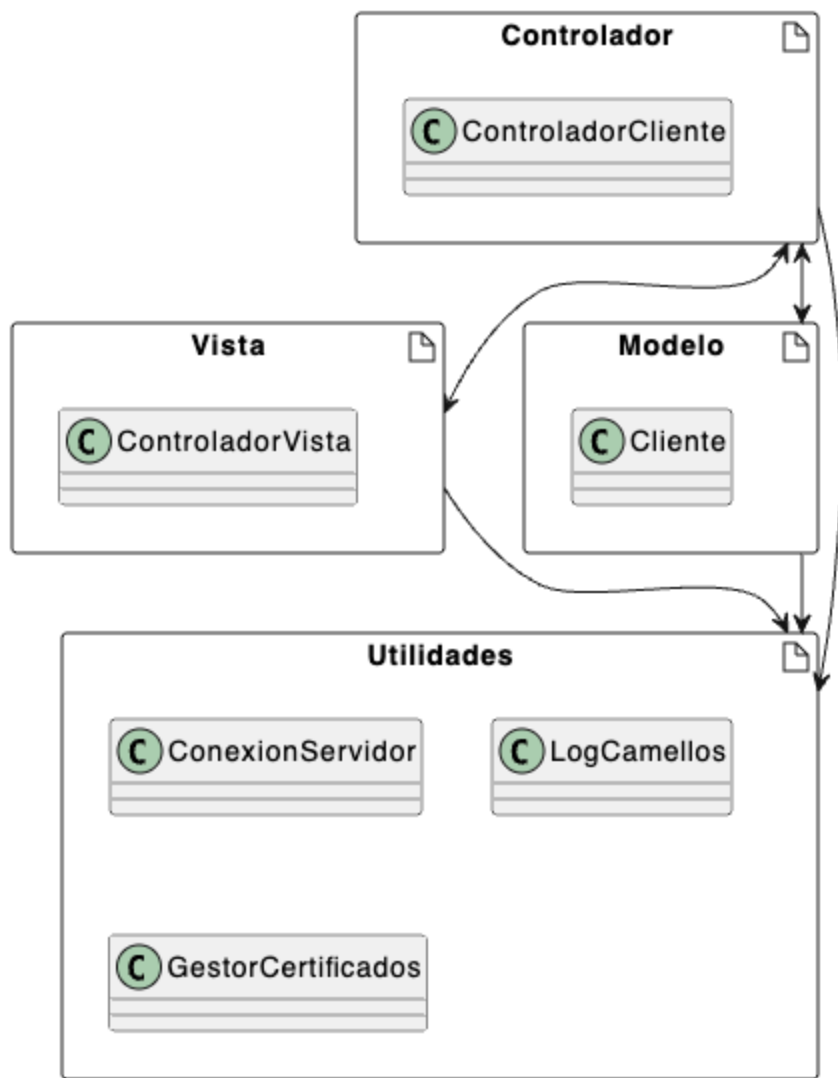 Controlador
C ControladorCliente
Vista
C ControladorVista
Modelo
C Cliente
Utilidades
C ConexionServidor
C LogCamellos
C GestorCertificados